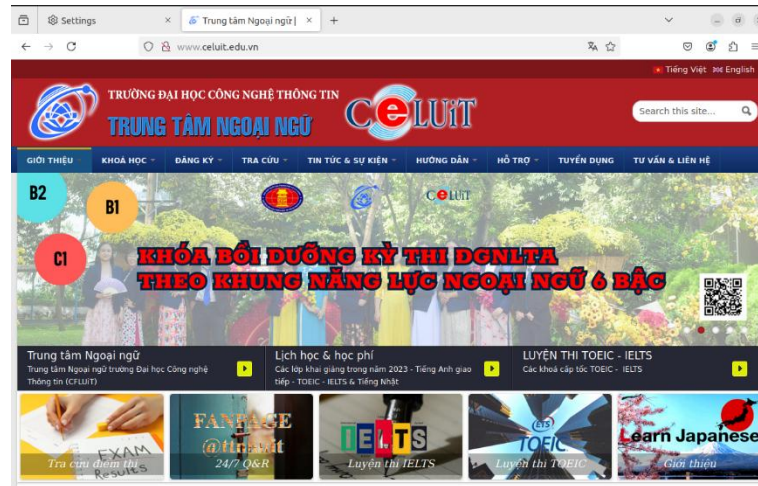 Settings
Trung tâm Ngoại ngữ |
www.celuit.edu.vn
Tiếng Việt English
TRƯỜNG ĐẠI HỌC CÔNG NGHỆ THÔNG TIN
TRUNG TÂM NGOẠI NGỮ
CeLUiT
Search this site...
GIỚI THIỆU KHOÁ HỌC ĐĂNG KÝ TRA CỨU TIN TỨC & SỰ KIỆN HƯỚNG DẪN HỖ TRỢ TUYỂN DỤNG TƯ VẤN & LIÊN HỆ
B2
B1
C1
CeLUiT
KHÓA BỒI DƯỠNG KỲ THI DGNLTA
THEO KHUNG NĂNG LỰC NGOẠI NGỮ 6 BẬC
Trung tâm Ngoại ngữ
Trung tâm Ngoại ngữ trường Đại học Công nghệ
Thông tin (CFLUiT)
Lịch học & học phí
Các lớp khai giảng trong năm 2023 - Tiếng Anh giao
tiếp - TOEIC - IELTS & Tiếng Nhật
LUYỆN THI TOEIC - IELTS
Các khoá cấp tốc TOEIC - IELTS
EXAM
RESULTS
Tra cứu điểm thi
FANPAGE
24/7 Q&R
IELTS
Luyện thi IELTS
ETS
TOEIC
Luyện thi TOEIC
Learn Japanese
Giới thiệu